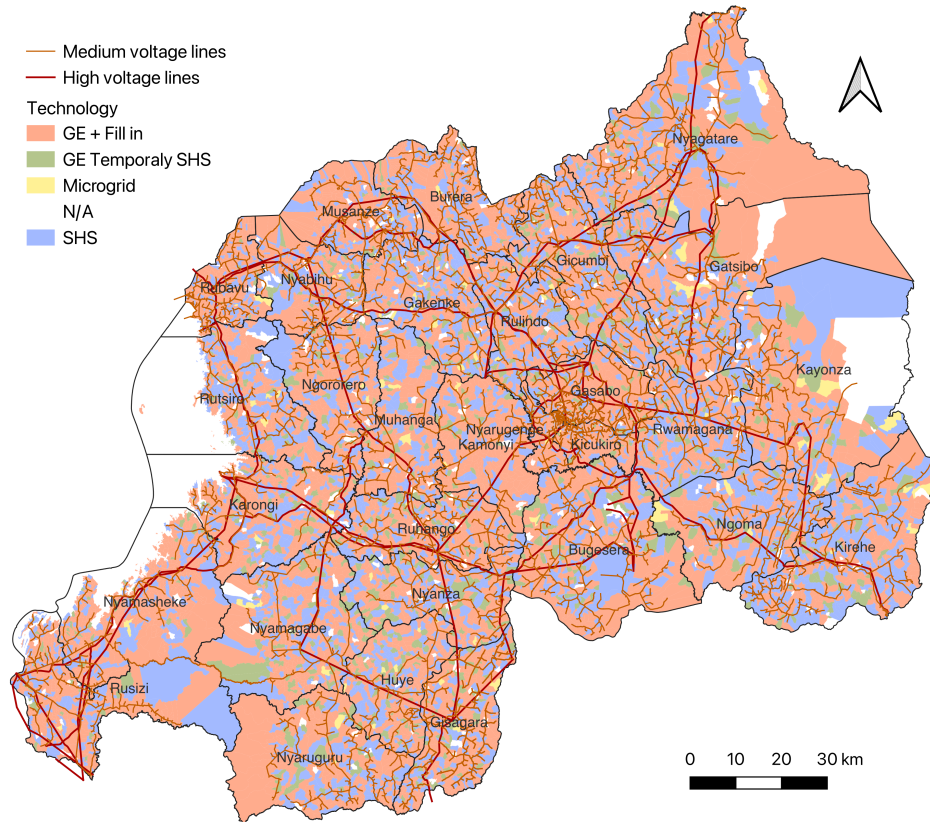 Medium voltage lines
High voltage lines
Technology
GE + Fill in
GE Temporaly SHS
Microgrid
N/A
SHS
Nyagatare
Burera
Musanze
Gicumbi
Gatsibo
Rubavu
Nyabihu
Gakenke
Rulindo
Kayonza
Ngororero
Gasabo
Rutsiro
Muhanga
Nyarugenge
Rwamagana
Kamonyi
Kicukiro
Karongi
Ruhango
Ngoma
Bugesera
Kirehe
Nyamasheke
Nyanza
Nyamagabe
Rusizi
Huye
Gisagara
Nyaruguru
0 10 20 30 km